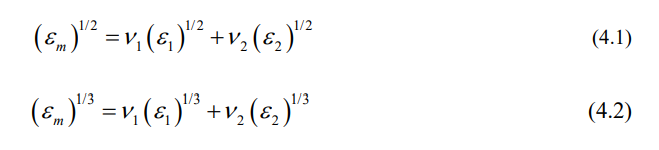 (ε_m)^{1/2} = ν_1(ε_1)^{1/2} + ν_2(ε_2)^{1/2} (4.1)
(ε_m)^{1/3} = ν_1(ε_1)^{1/3} + ν_2(ε_2)^{1/3} (4.2)